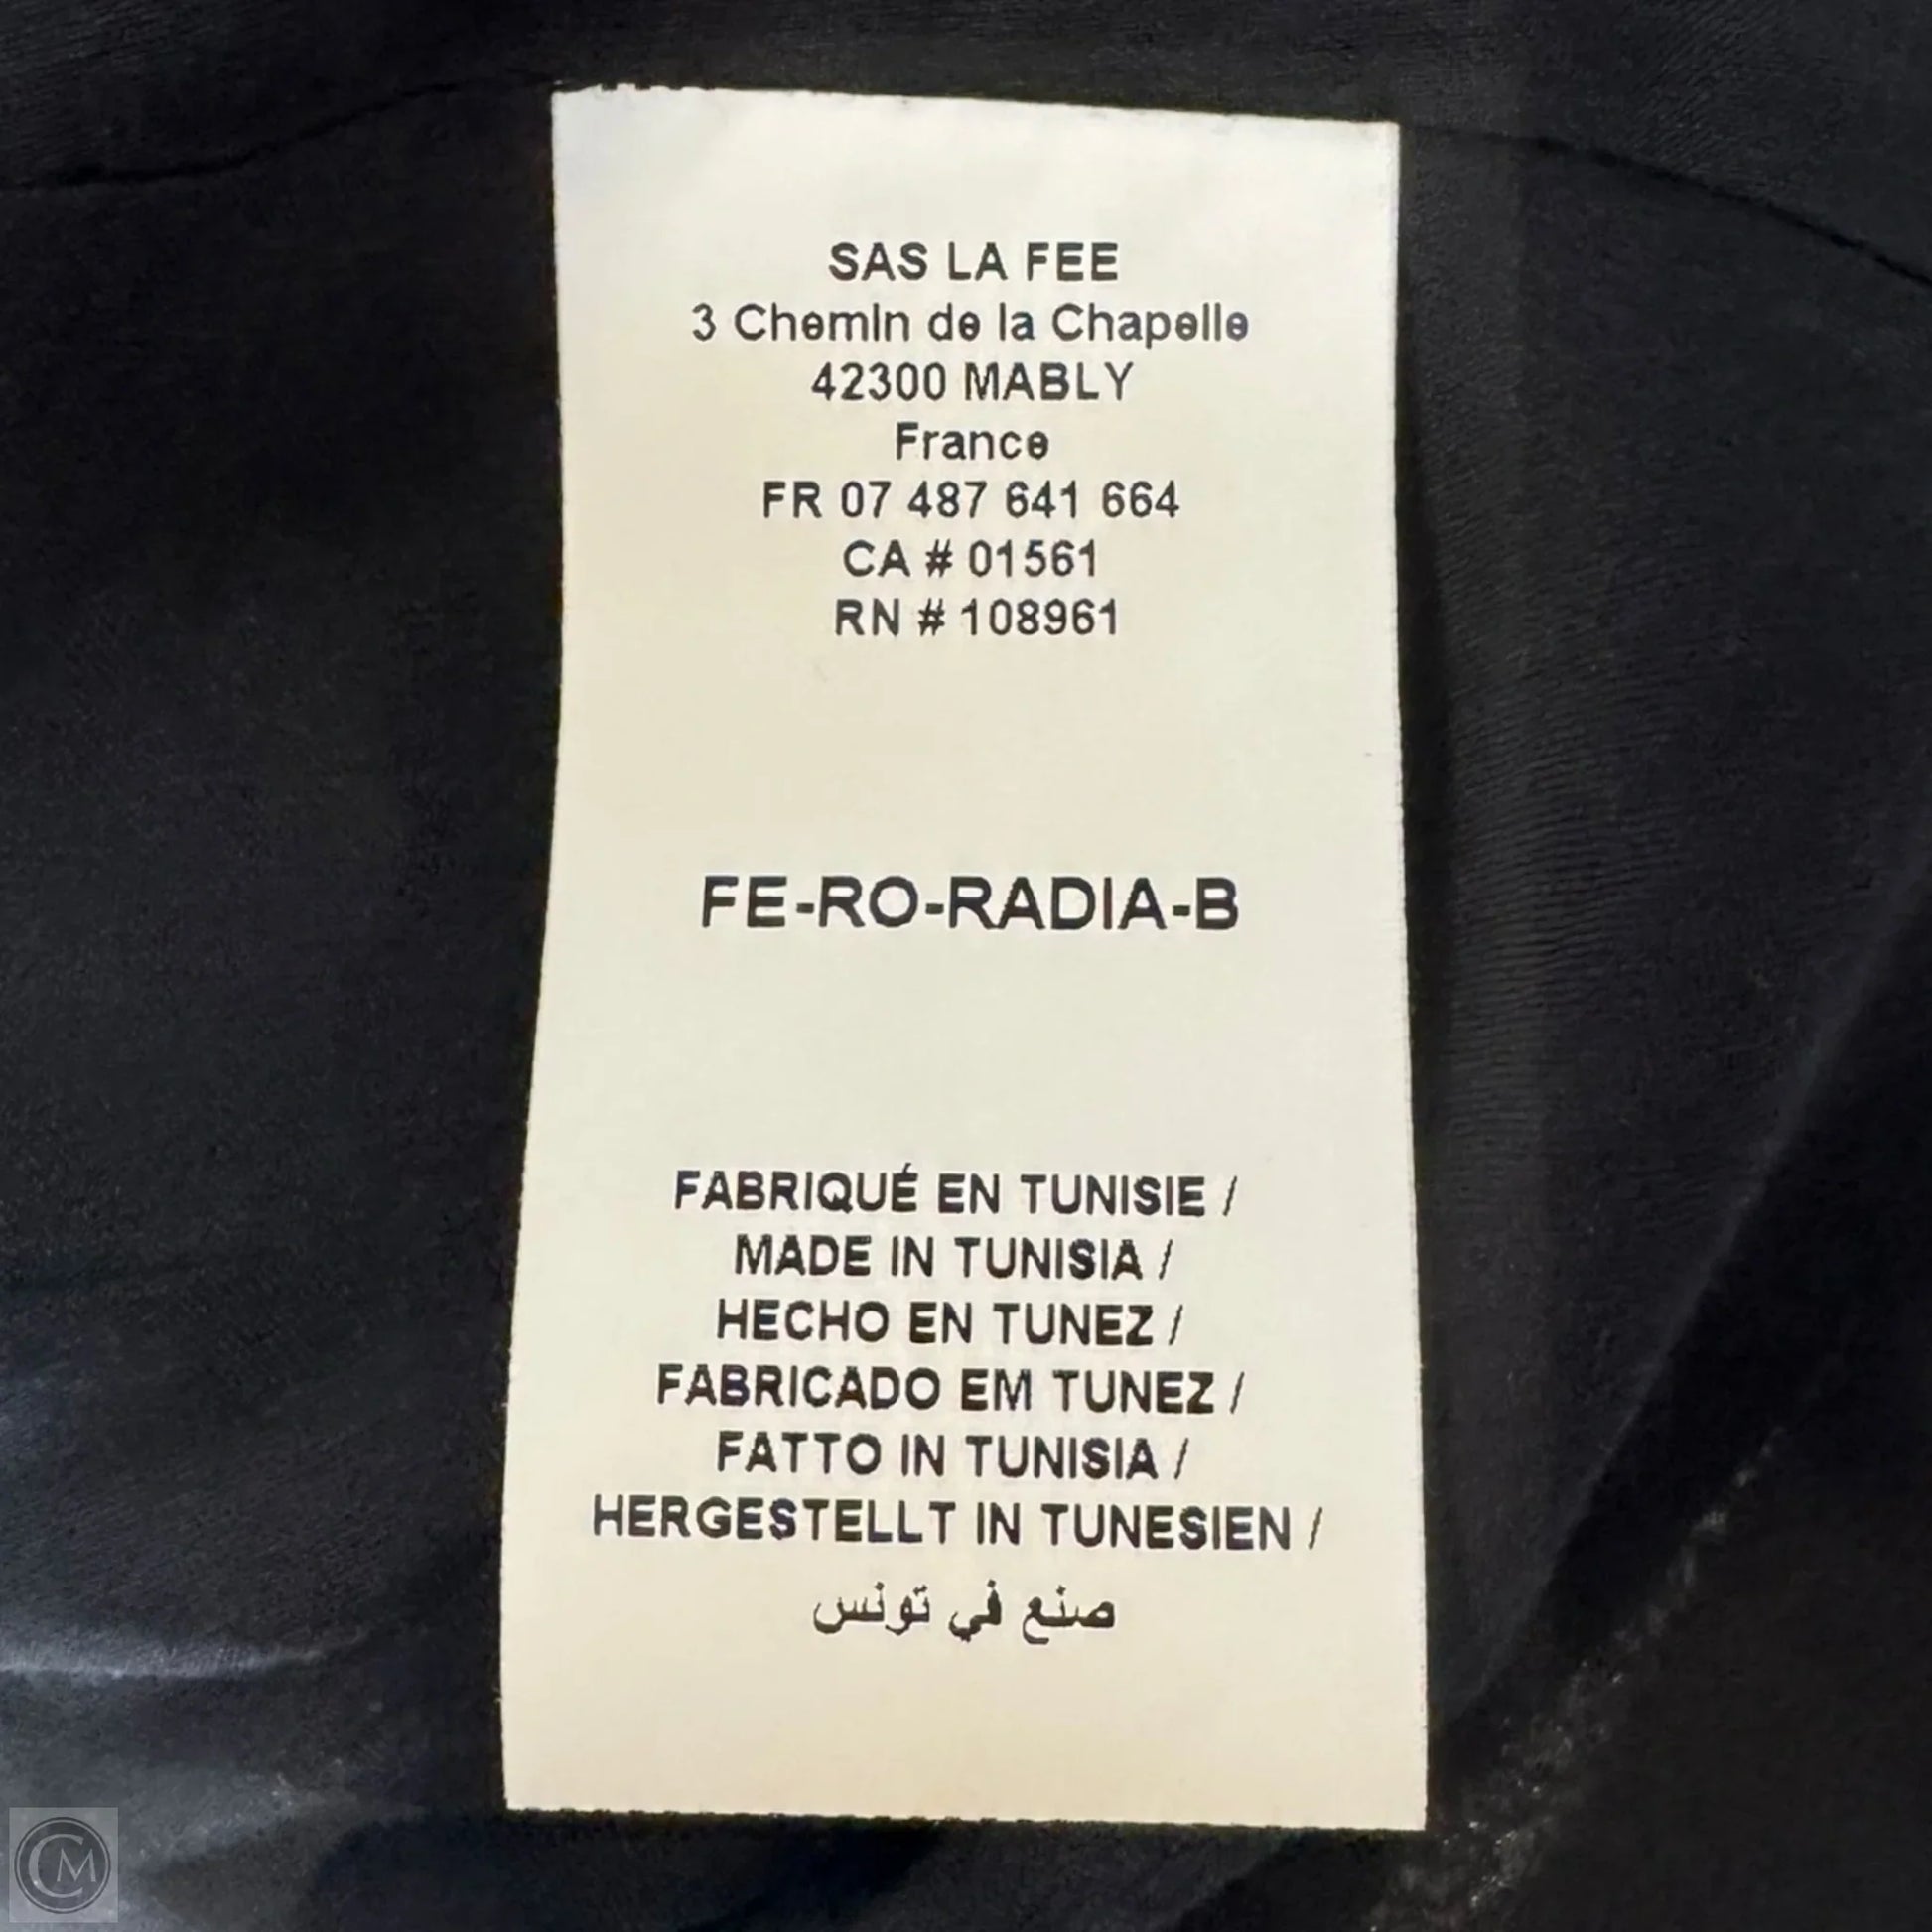 SAS LA FEE
3 Chemin de la Chapelle
42300 MABLY
France
FR 07 487 641 664
CA # 01561
RN # 108961
FE-RO-RADIA-B
FABRIQUÉ EN TUNISIE /
MADE IN TUNISIA /
HECHO EN TUNEZ /
FABRICADO EM TUNEZ /
FATTO IN TUNISIA /
HERGESTELLT IN TUNESIEN /
صنع في تونس
CM